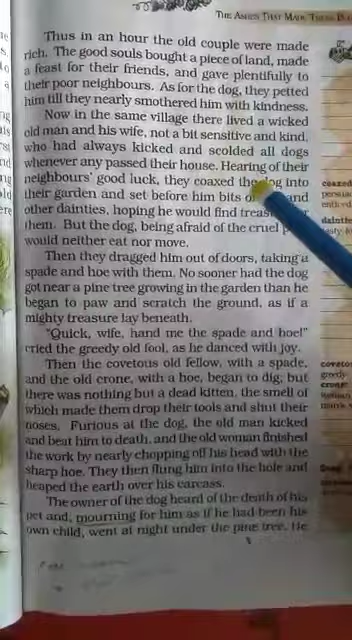 THE ASHES THAT MADE TREES
Thus in an hour the old couple were made
rich. The good souls bought a piece of land, made
a feast for their friends, and gave plentifully to
their poor neighbours. As for the dog, they petted
him till they nearly smothered him with kindness.
Now in the same village there lived a wicked
old man and his wife, not a bit sensitive and kind,
who had always kicked and scolded all dogs
whenever any passed their house. Hearing of their
neighbours' good luck, they coaxed the dog into
their garden and set before him bits of and
other dainties, hoping he would find
them. But the dog, being afraid of the cruel
would neither eat nor move.
Then they dragged him out of doors, taking a
spade and hoe with them. No sooner had the dog
got near a pine tree growing in the garden than he
began to paw and scratch the ground, as if a
mighty treasure lay beneath.
"Quick, wife, hand me the spade and hoe!"
cried the greedy old fool, as he danced with joy.
Then the covetous old fellow, with a spade,
and the old crone, with a hoe, began to dig; but
there was nothing but a dead kitten, the smell of
which made them drop their tools and shut their
noses. Furious at the dog, the old man kicked
and beat him to death, and the old woman finished
the work by nearly chopping off his head with the
sharp hoe. They then flung him into the hole and
heaped the earth over his carcass.
The owner of the dog heard of the death of his
pet and, mourning for him as if he had been his
own child, went at night under the pine tree. He
coaxed